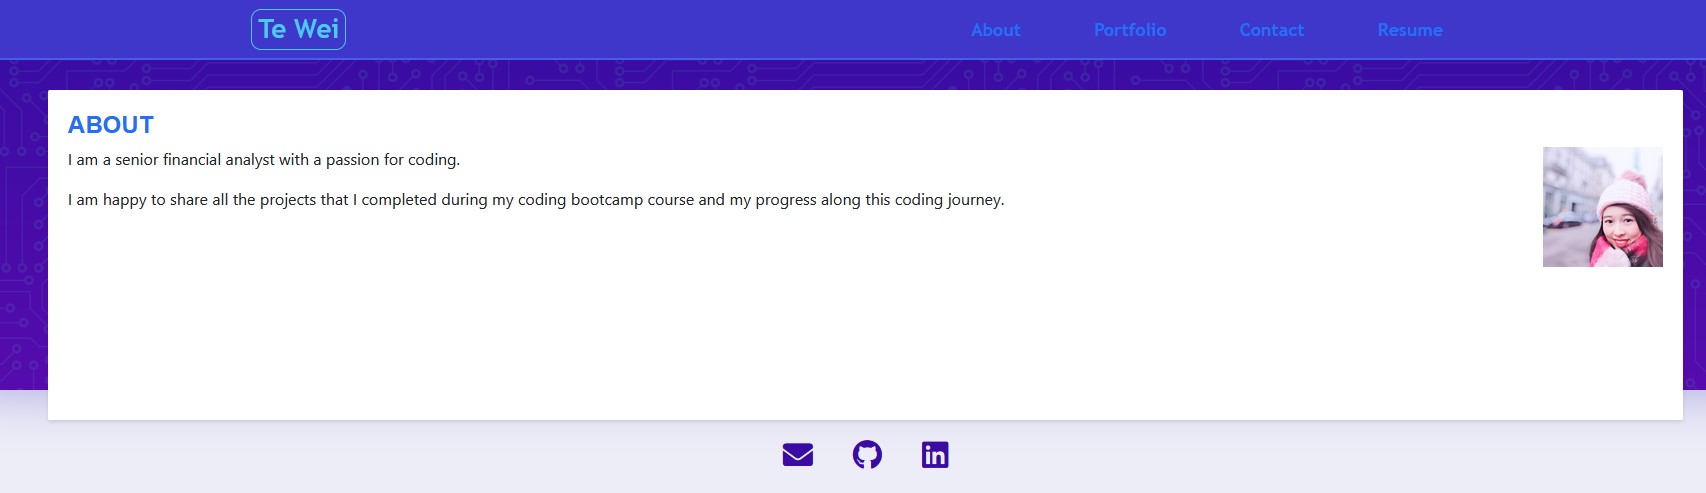 Te Wei
About
Portfolio
Contact
Resume
ABOUT
I am a senior financial analyst with a passion for coding.
I am happy to share all the projects that I completed during my coding bootcamp course and my progress along this coding journey.
in